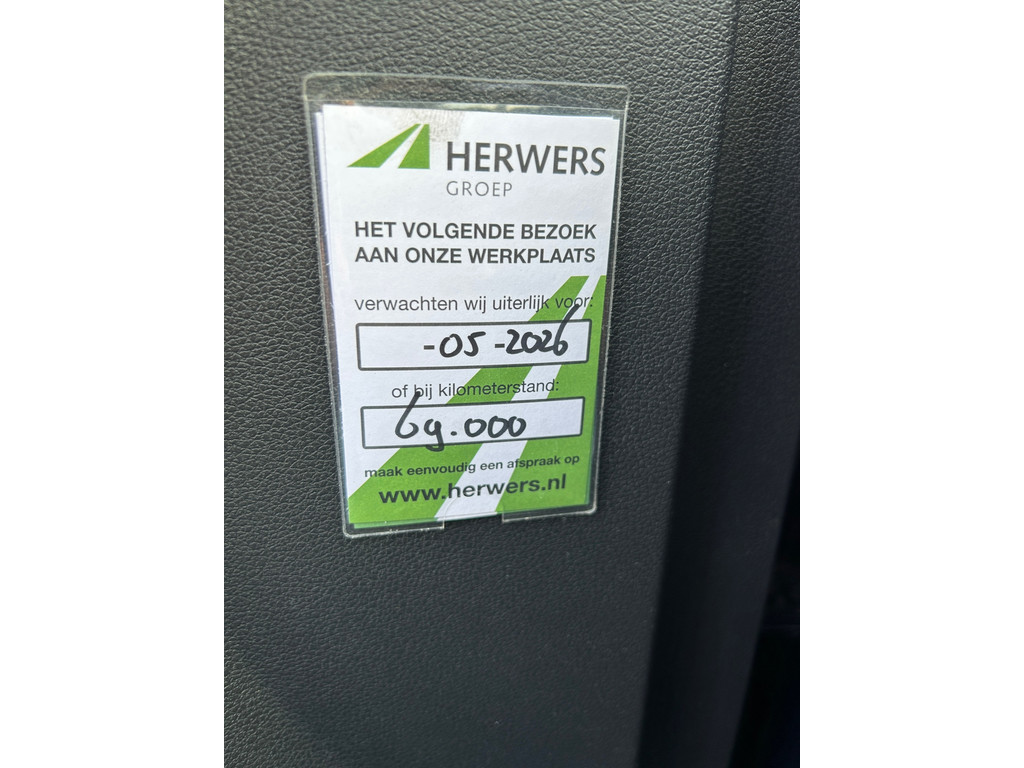 HERWERS
GROEP
HET VOLGENDE BEZOEK
AAN ONZE WERKPLAATS
verwachten wij uiterlijk voor:
-05-2026
of bij kilometerstand:
69.000
maak eenvoudig een afspraak op
www.herwers.nl